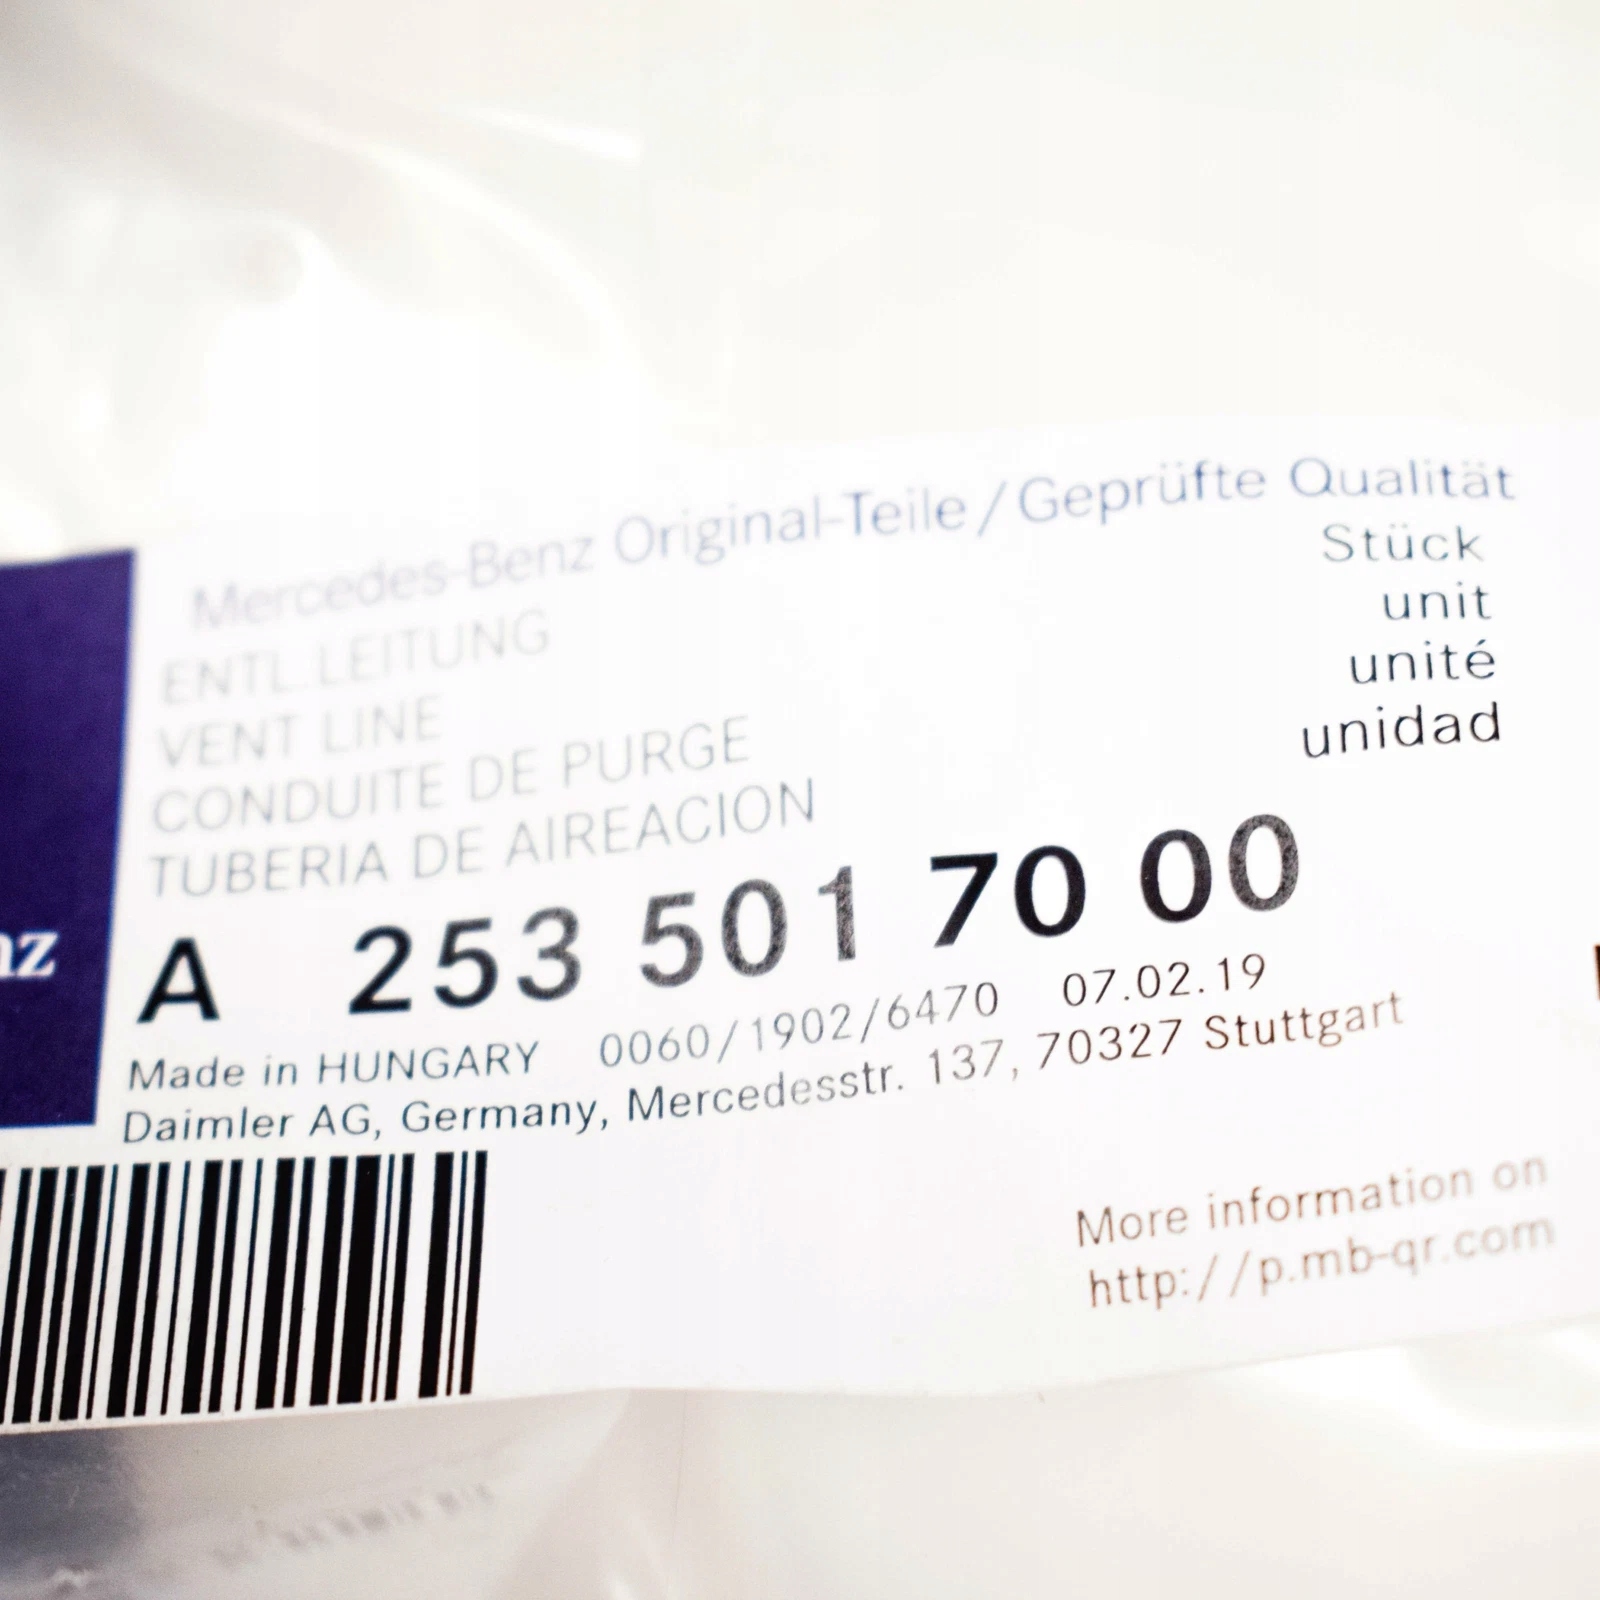 Mercedes-Benz Original-Teile / Geprüfte Qualität
Stück
unit
unité
unidad
ENTL.LEITUNG
VENT LINE
CONDUITE DE PURGE
TUBERIA DE AIREACION
nz
A 253 501 70 00
Made in HUNGARY 0060/1902/6470 07.02.19
Daimler AG, Germany, Mercedesstr. 137, 70327 Stuttgart
More information on
http://p.mb-qr.com